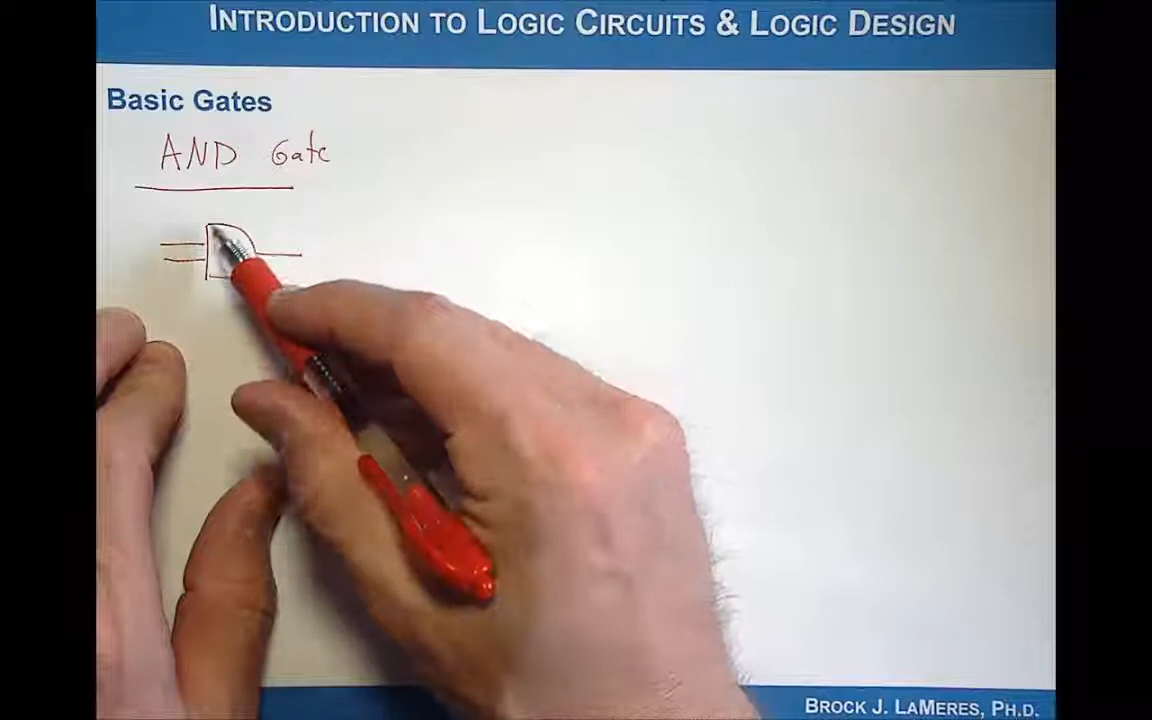 INTRODUCTION TO LOGIC CIRCUITS & LOGIC DESIGN
Basic Gates
AND Gate
BROCK J. LAMERES, PH.D.